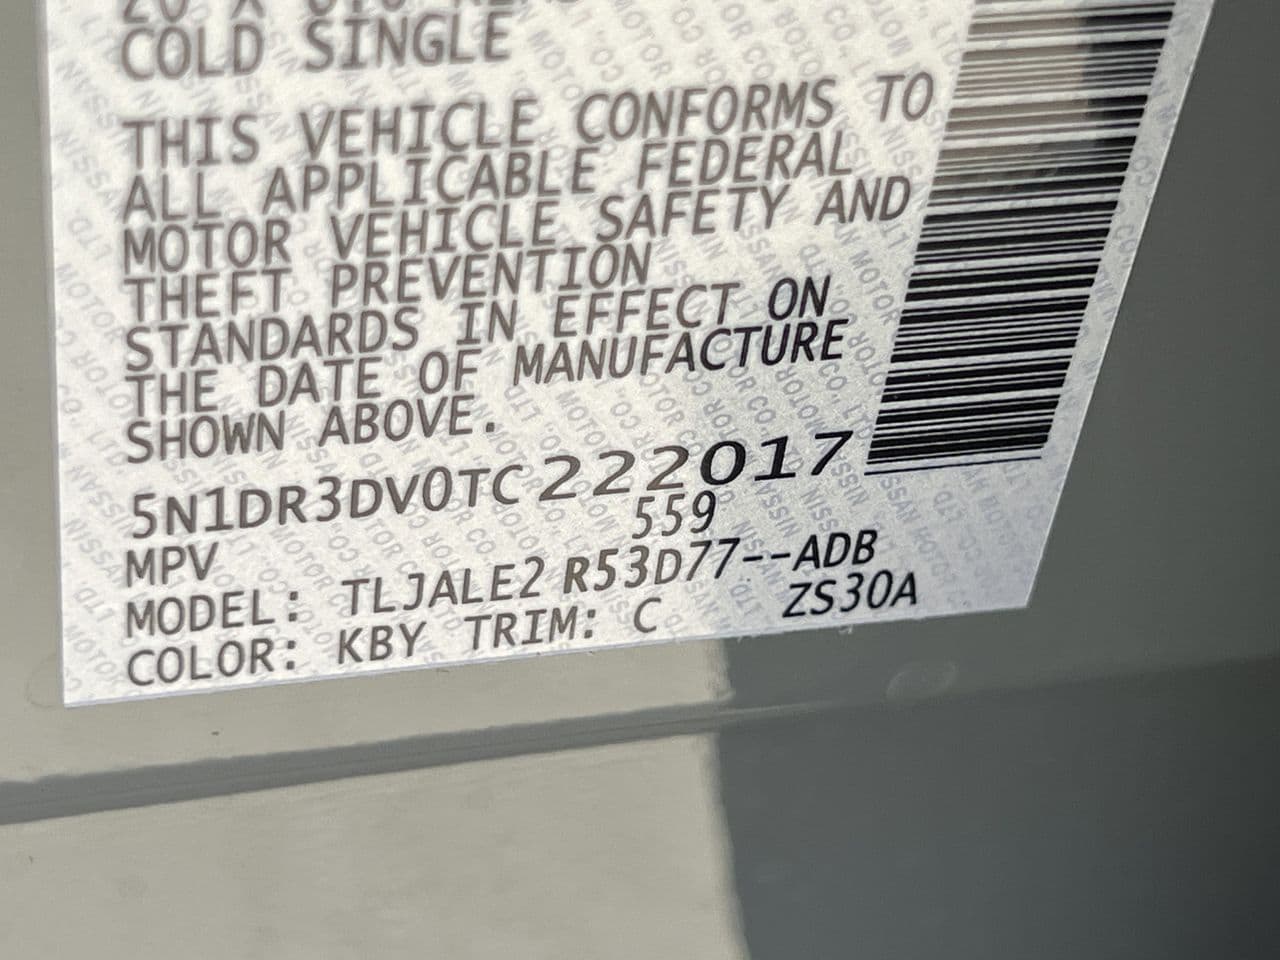 COLD SINGLE
THIS VEHICLE CONFORMS TO
ALL APPLICABLE FEDERAL
MOTOR VEHICLE SAFETY AND
THEFT PREVENTION
STANDARDS IN EFFECT ON
THE DATE OF MANUFACTURE
SHOWN ABOVE.
5N1DR3DV0TC222017
MPV 559
MODEL: TLJALE2 R53D77--ADB
COLOR: KBY TRIM: C ZS30A